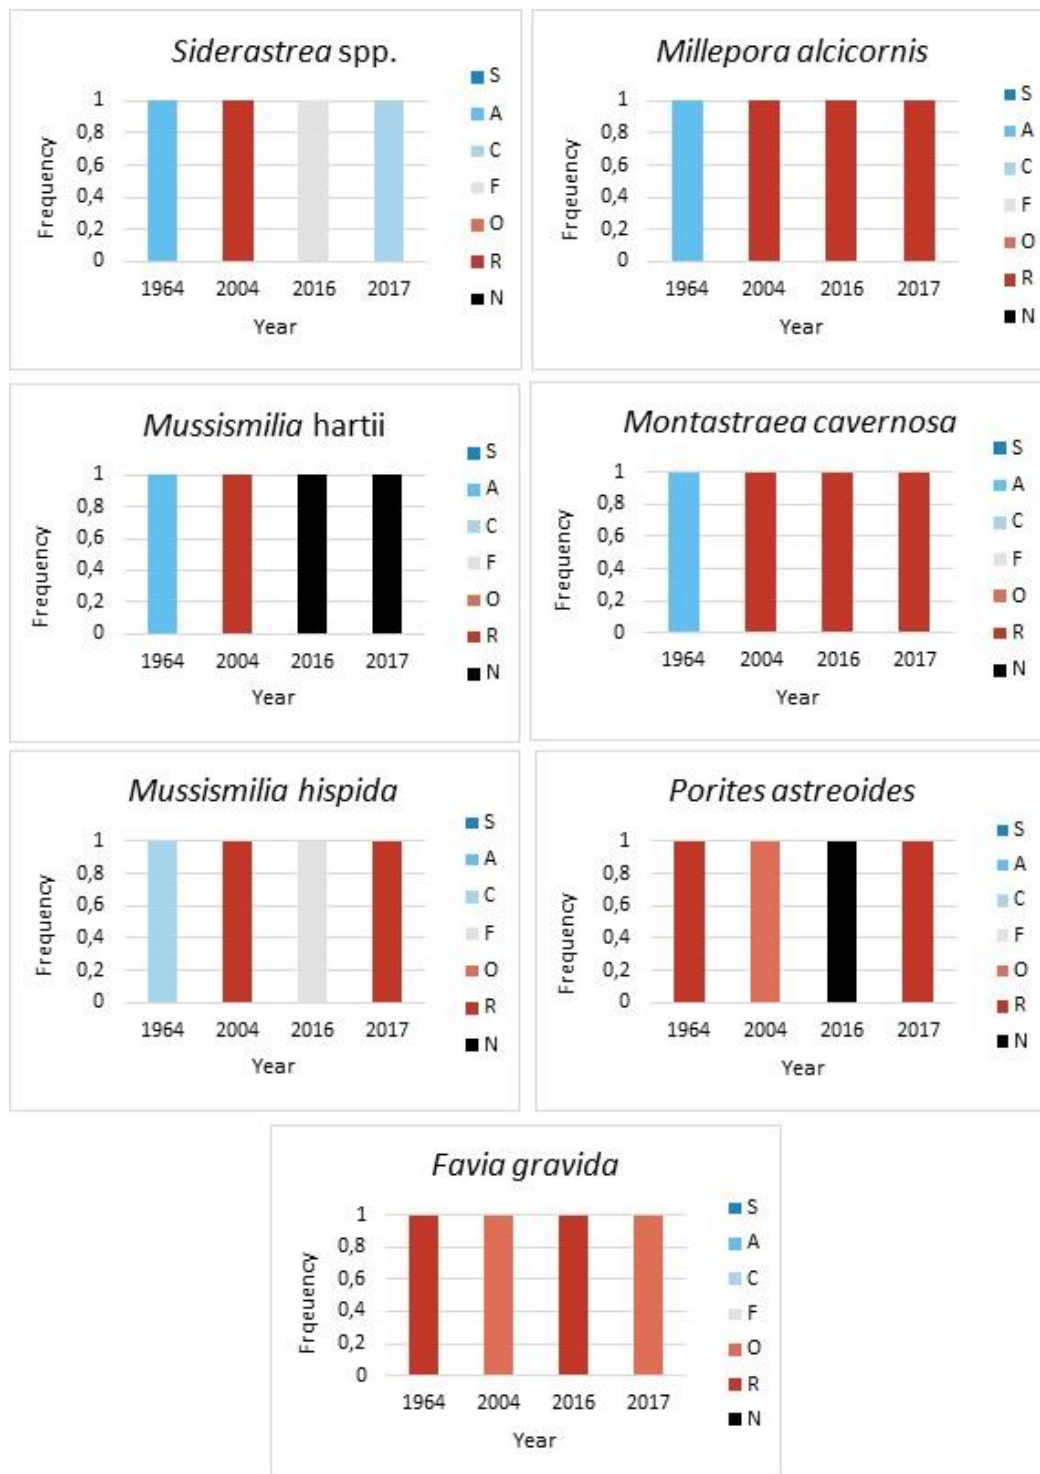 Siderastrea spp.
Frequency
1
0,8
0,6
0,4
0,2
0
1964 2004 2016 2017
Year
S
A
C
F
O
R
N
Millepora alcicornis
Frqeuency
1
0,8
0,6
0,4
0,2
0
1964 2004 2016 2017
Year
S
A
C
F
O
R
N
Mussismilia hartii
Frequency
1
0,8
0,6
0,4
0,2
0
1964 2004 2016 2017
Year
S
A
C
F
O
R
N
Montastraea cavernosa
Frequency
1
0,8
0,6
0,4
0,2
0
1964 2004 2016 2017
Year
S
A
C
F
O
R
N
Mussismilia hispida
Frequency
1
0,8
0,6
0,4
0,2
0
1964 2004 2016 2017
Year
S
A
C
F
O
R
N
Porites astreoides
Frequency
1
0,8
0,6
0,4
0,2
0
1964 2004 2016 2017
Year
S
A
C
F
O
R
N
Favia gravida
Frqeuency
1
0,8
0,6
0,4
0,2
0
1964 2004 2016 2017
Year
S
A
C
F
O
R
N